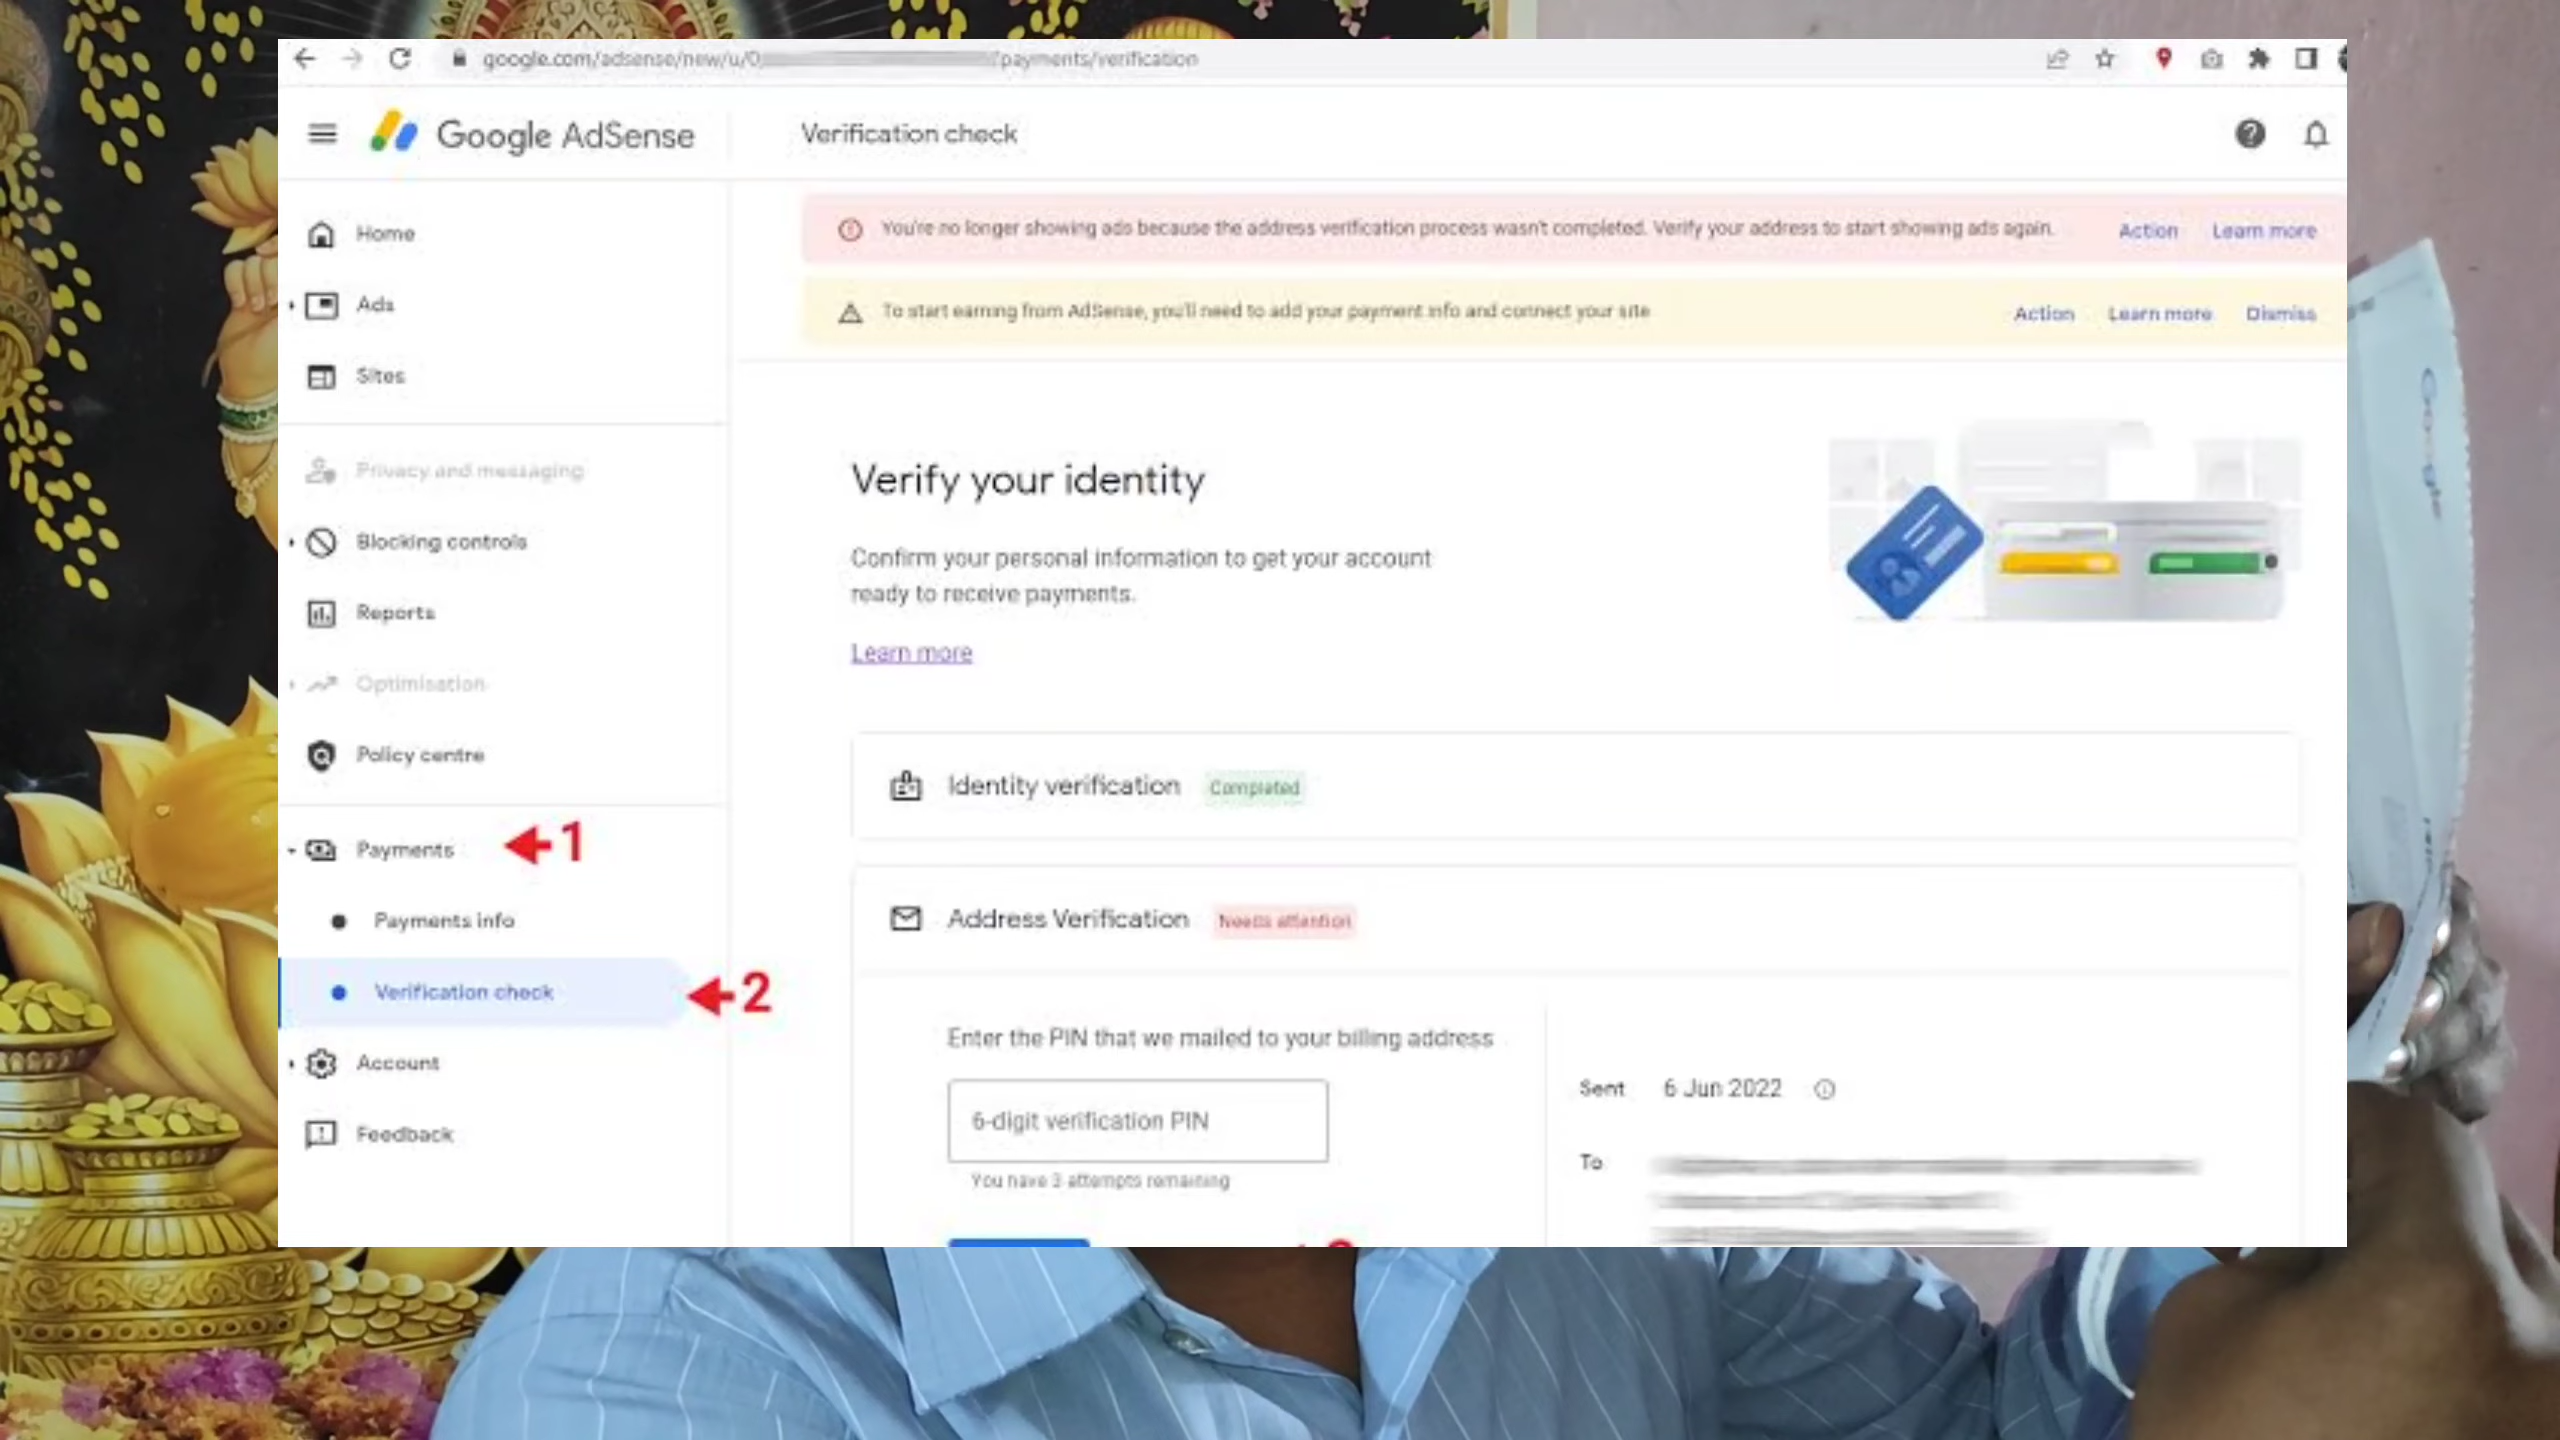 google.com/adsense/new/u/0
/payments/verification
Google AdSense
Verification check
Home
Ads
Sites
Privacy and messaging
Blocking controls
Reports
Optimisation
Policy centre
Payments
1
Payments info
Verification check
2
Account
Feedback
You're no longer showing ads because the address verification process wasn't completed. Verify your address to start showing ads again.
Action Learn more
To start earning from AdSense, you'll need to add your payment info and connect your site
Action Learn more Dismiss
Verify your identity
Confirm your personal information to get your account
ready to receive payments.
Learn more
Identity verification Completed
Address Verification Needs attention
Enter the PIN that we mailed to your billing address
6-digit verification PIN
You have 3 attempts remaining
Sent 6 Jun 2022
To
Google